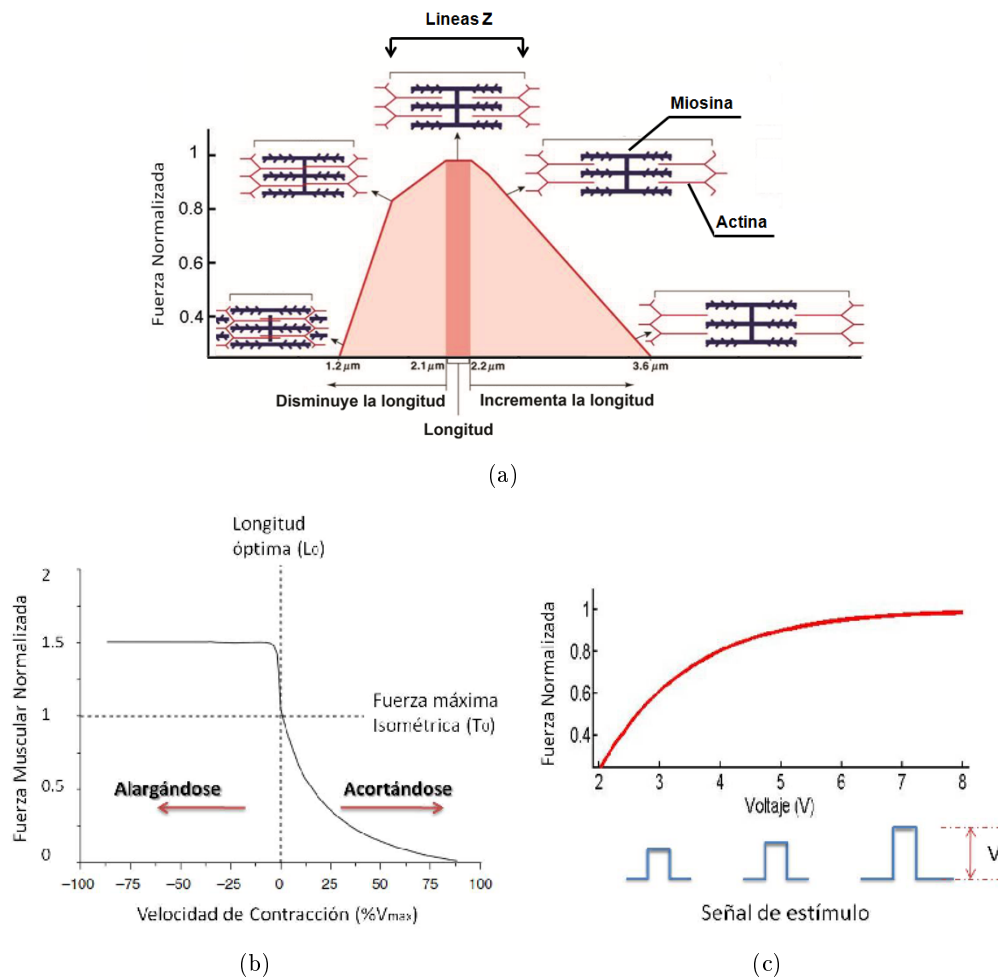 Lineas Z
Miosina
Actina
Fuerza Normalizada
1
0.8
0.6
0.4
1.2 µm
2.1 µm
2.2 µm
3.6 µm
Disminuye la longitud
Incrementa la longitud
Longitud
(a)
Longitud
óptima (L0)
Fuerza Muscular Normalizada
2
1.5
1
0.5
0
Fuerza máxima
Isométrica (T0)
Alargándose
Acortándose
−100
−75
−50
−25
0
25
50
75
100
Velocidad de Contracción (%Vmax)
(b)
Fuerza Normalizada
1
0.8
0.6
0.4
2
3
4
5
6
7
8
Voltaje (V)
V
Señal de estímulo
(c)